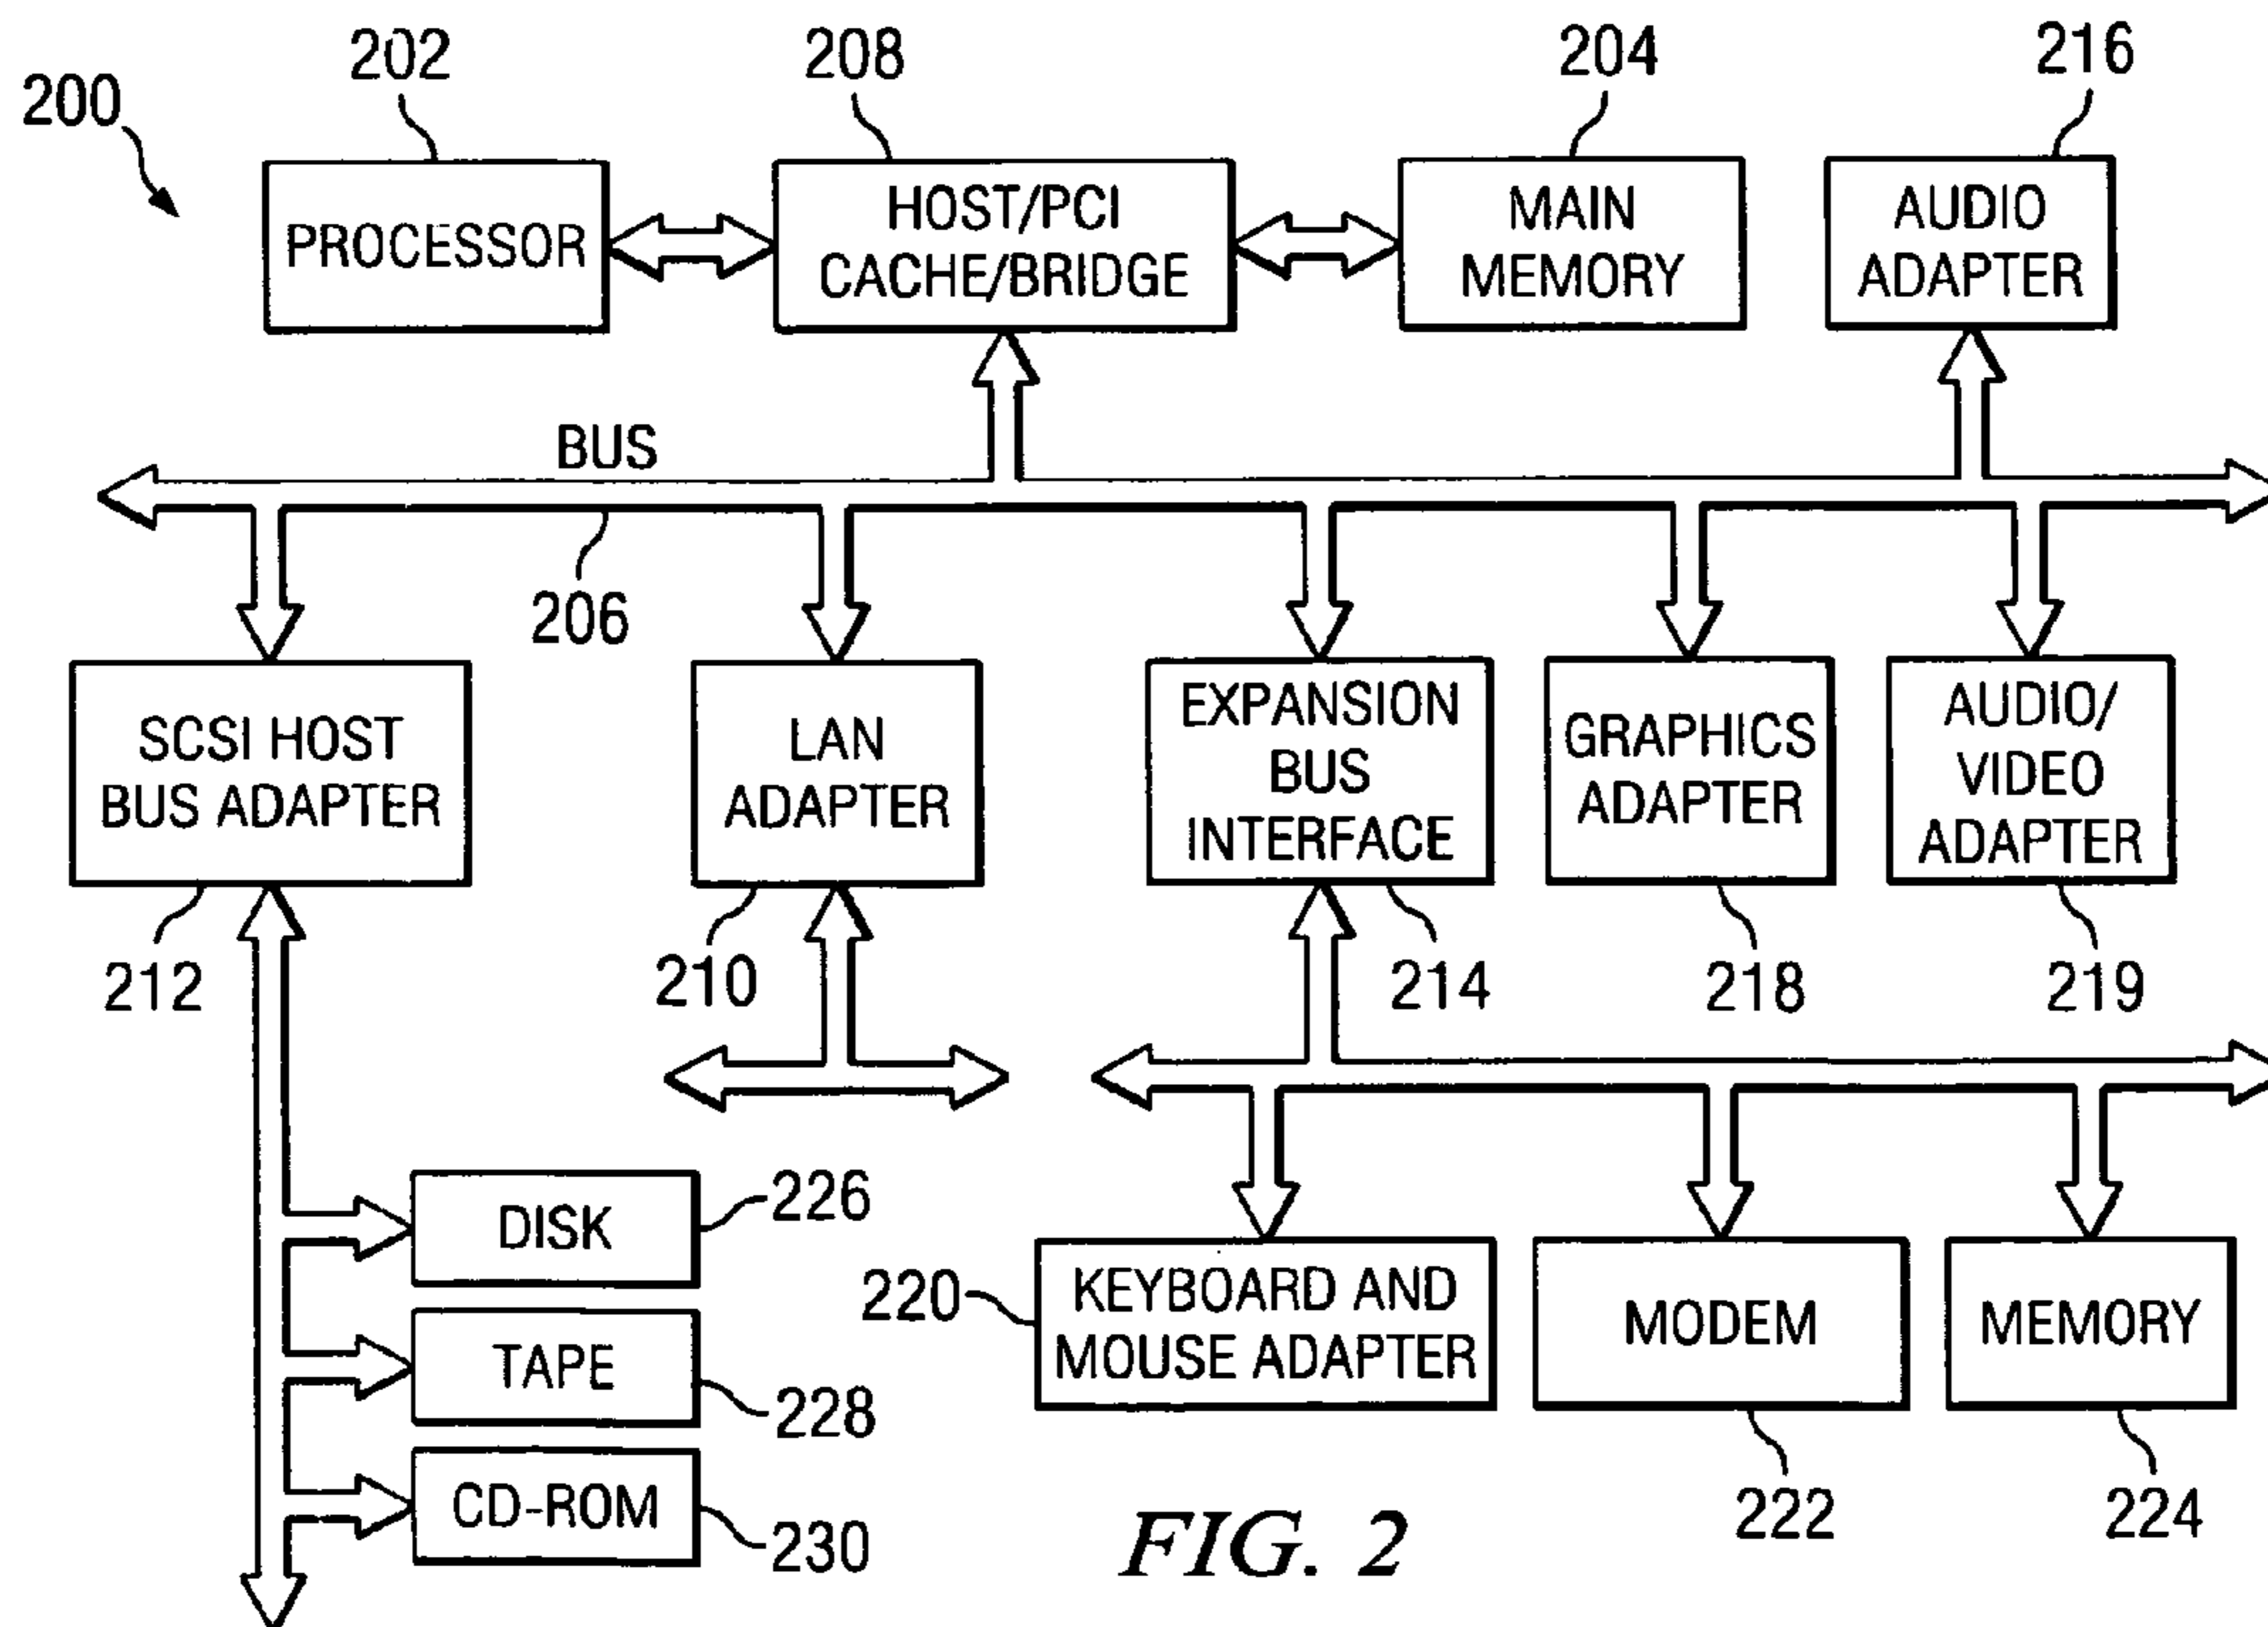 200
202
208
204
216
PROCESSOR
HOST/PCI
CACHE/BRIDGE
MAIN
MEMORY
AUDIO
ADAPTER
BUS
206
SCSI HOST
BUS ADAPTER
LAN
ADAPTER
EXPANSION
BUS
INTERFACE
GRAPHICS
ADAPTER
AUDIO/
VIDEO
ADAPTER
212
210
214
218
219
DISK
226
TAPE
228
CD-ROM
230
220
KEYBOARD AND
MOUSE ADAPTER
MODEM
MEMORY
222
224
FIG. 2